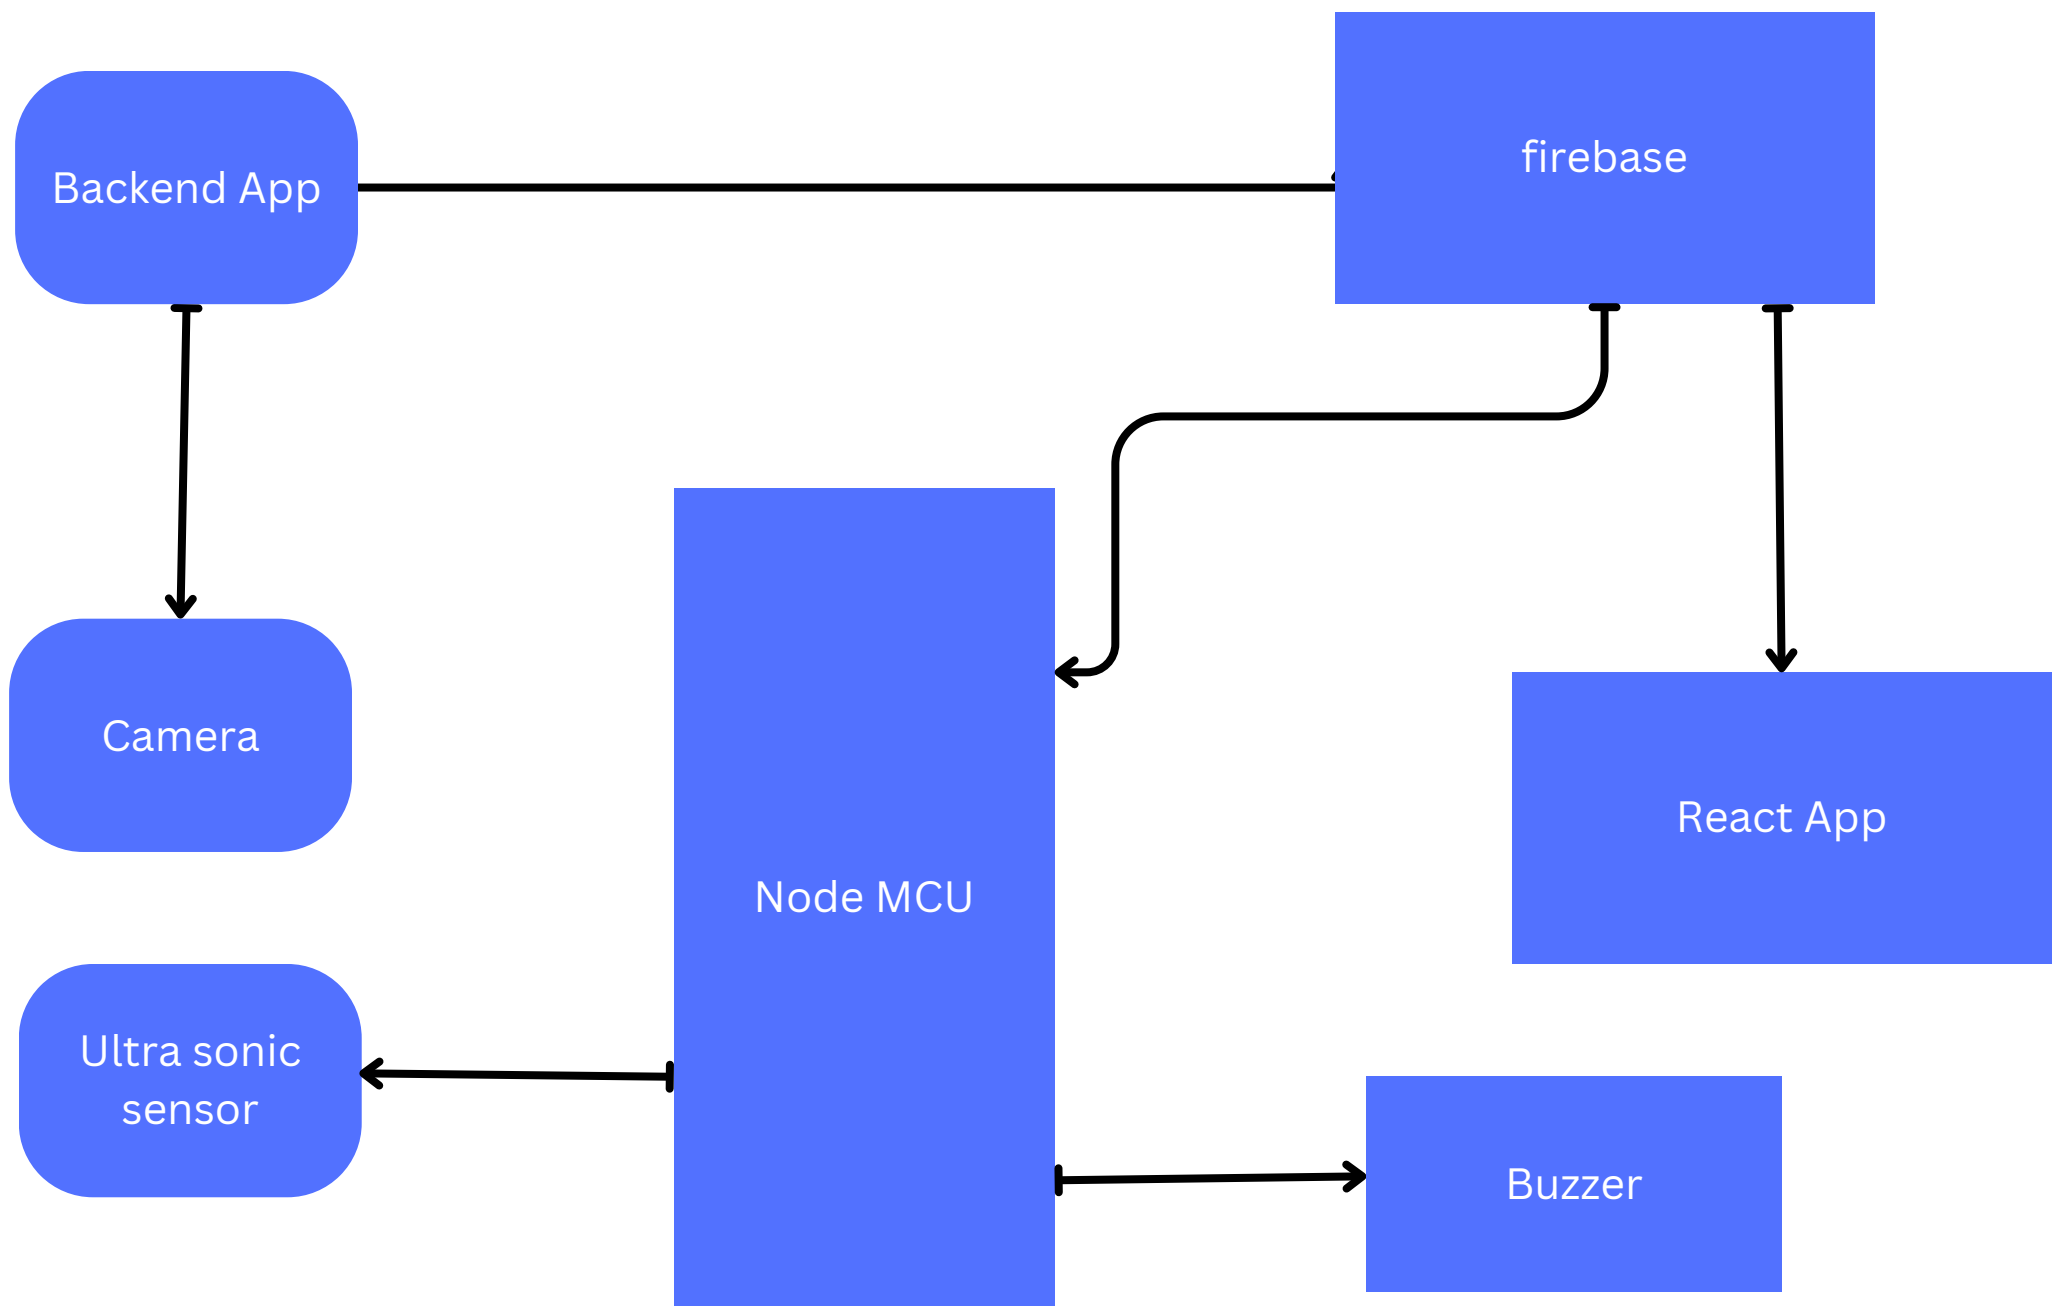 firebase
Backend App
Camera
React App
Node MCU
Ultra sonic
sensor
Buzzer